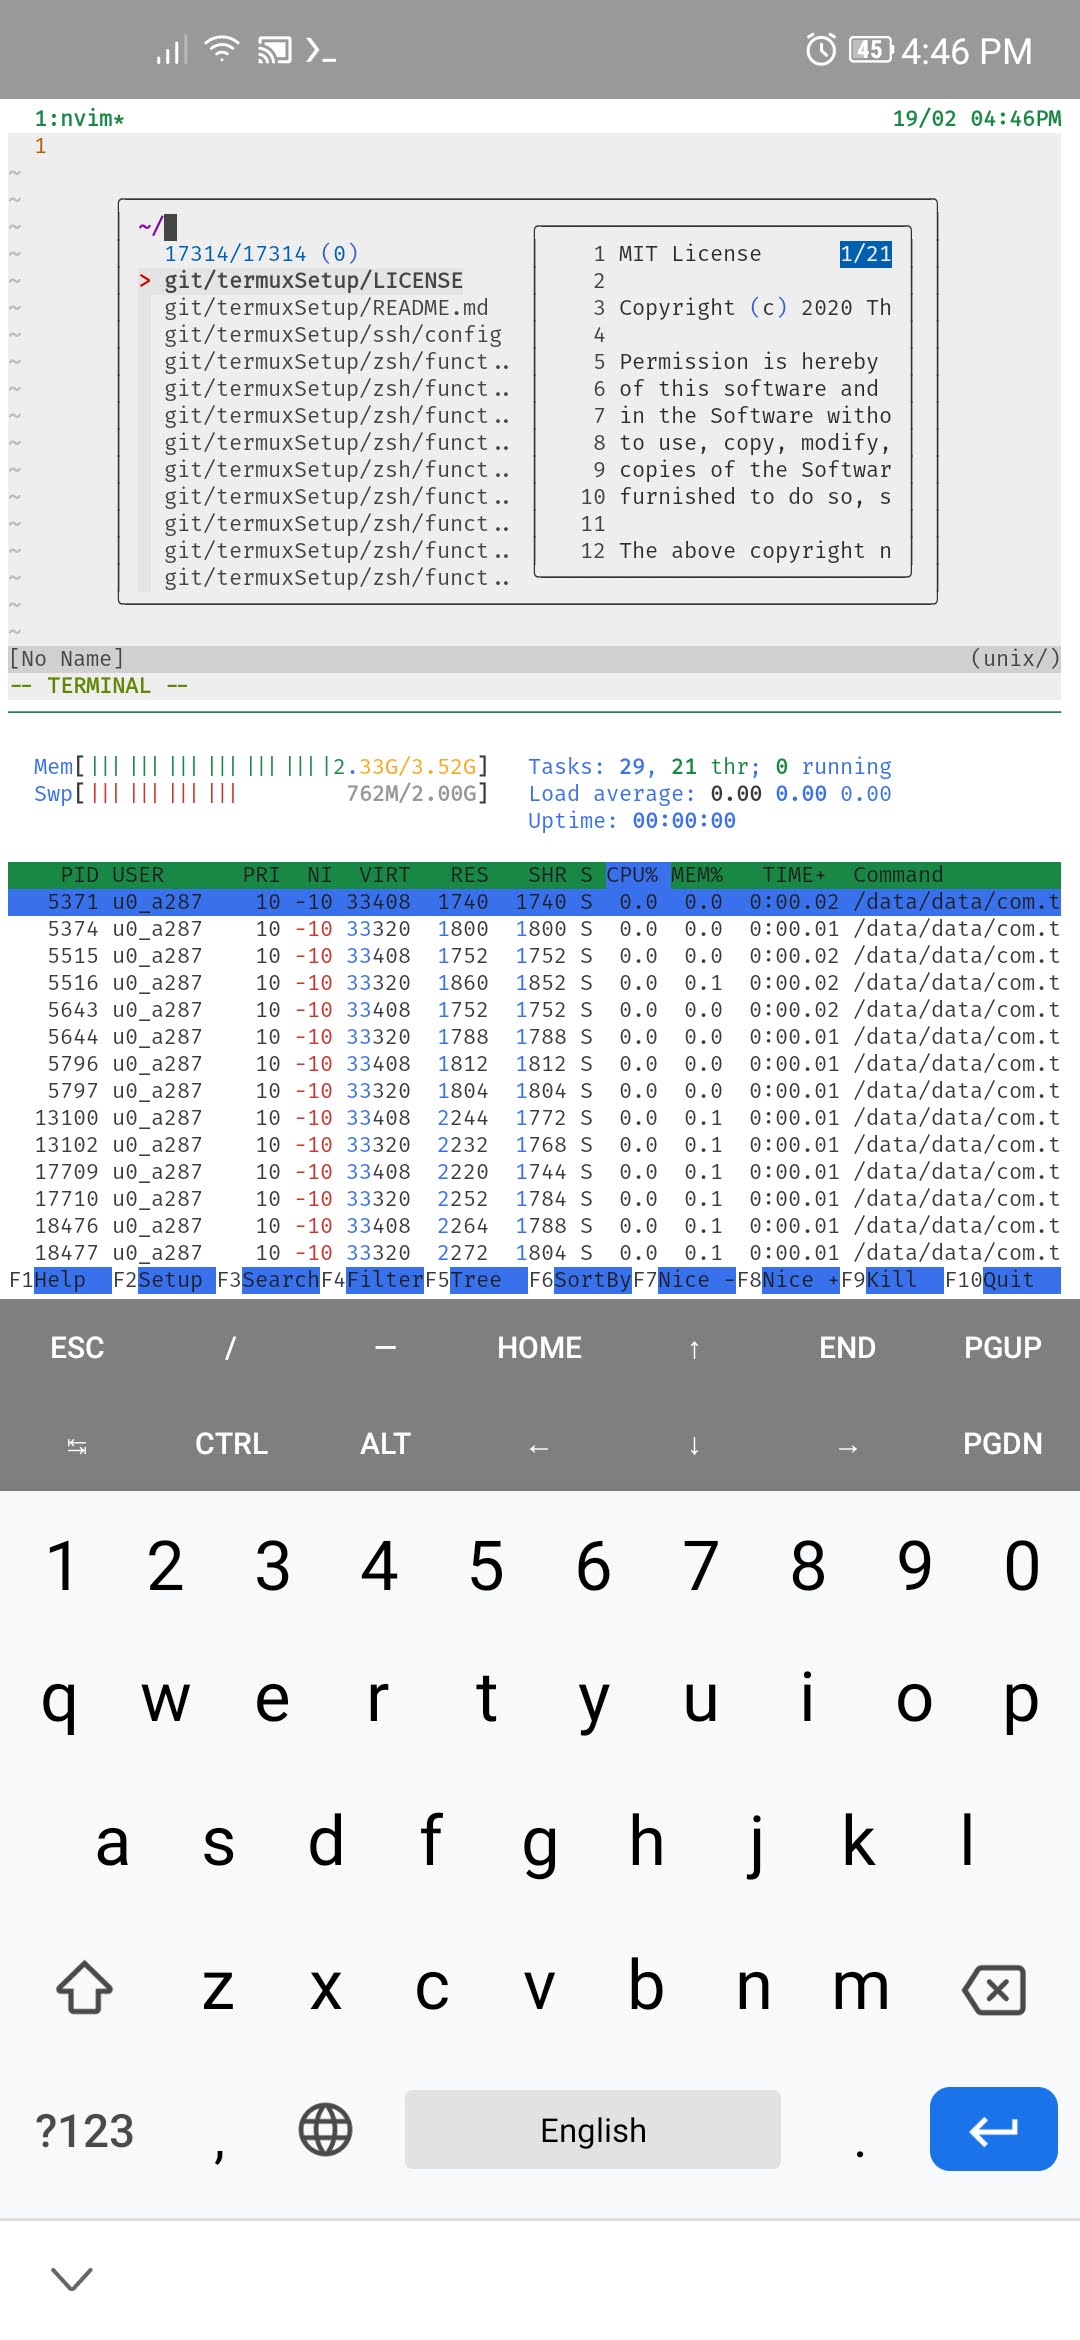 45 4:46 PM
1:nvim* 19/02 04:46PM
1
~
~
~
~/
~
17314/17314 (0)
~
> git/termuxSetup/LICENSE
~
git/termuxSetup/README.md
~
git/termuxSetup/ssh/config
~
git/termuxSetup/zsh/funct..
~
git/termuxSetup/zsh/funct..
~
git/termuxSetup/zsh/funct..
~
git/termuxSetup/zsh/funct..
~
git/termuxSetup/zsh/funct..
~
git/termuxSetup/zsh/funct..
~
git/termuxSetup/zsh/funct..
~
git/termuxSetup/zsh/funct..
~
git/termuxSetup/zsh/funct..
~
~
~
1 MIT License 1/21
2
3 Copyright (c) 2020 Th
4
5 Permission is hereby
6 of this software and
7 in the Software witho
8 to use, copy, modify,
9 copies of the Softwar
10 furnished to do so, s
11
12 The above copyright n
[No Name] (unix/)
-- TERMINAL --
Mem[||||||||||||||||||||2.33G/3.52G] Tasks: 29, 21 thr; 0 running
Swp[|||||||||||| 762M/2.00G] Load average: 0.00 0.00 0.00
Uptime: 00:00:00
PID USER PRI NI VIRT RES SHR S CPU% MEM% TIME+ Command
5371 u0_a287 10 -10 33408 1740 1740 S 0.0 0.0 0:00.02 /data/data/com.t
5374 u0_a287 10 -10 33320 1800 1800 S 0.0 0.0 0:00.01 /data/data/com.t
5515 u0_a287 10 -10 33408 1752 1752 S 0.0 0.0 0:00.02 /data/data/com.t
5516 u0_a287 10 -10 33320 1860 1852 S 0.0 0.1 0:00.02 /data/data/com.t
5643 u0_a287 10 -10 33408 1752 1752 S 0.0 0.0 0:00.02 /data/data/com.t
5644 u0_a287 10 -10 33320 1788 1788 S 0.0 0.0 0:00.01 /data/data/com.t
5796 u0_a287 10 -10 33408 1812 1812 S 0.0 0.0 0:00.01 /data/data/com.t
5797 u0_a287 10 -10 33320 1804 1804 S 0.0 0.0 0:00.01 /data/data/com.t
13100 u0_a287 10 -10 33408 2244 1772 S 0.0 0.1 0:00.01 /data/data/com.t
13102 u0_a287 10 -10 33320 2232 1768 S 0.0 0.1 0:00.01 /data/data/com.t
17709 u0_a287 10 -10 33408 2220 1744 S 0.0 0.1 0:00.01 /data/data/com.t
17710 u0_a287 10 -10 33320 2252 1784 S 0.0 0.1 0:00.01 /data/data/com.t
18476 u0_a287 10 -10 33408 2264 1788 S 0.0 0.1 0:00.01 /data/data/com.t
18477 u0_a287 10 -10 33320 2272 1804 S 0.0 0.1 0:00.01 /data/data/com.t
F1Help F2Setup F3SearchF4FilterF5Tree F6SortByF7Nice -F8Nice +F9Kill F10Quit
ESC / — HOME ↑ END PGUP
↹ CTRL ALT ← ↓ → PGDN
1 2 3 4 5 6 7 8 9 0
q w e r t y u i o p
a s d f g h j k l
z x c v b n m
?123 , English .